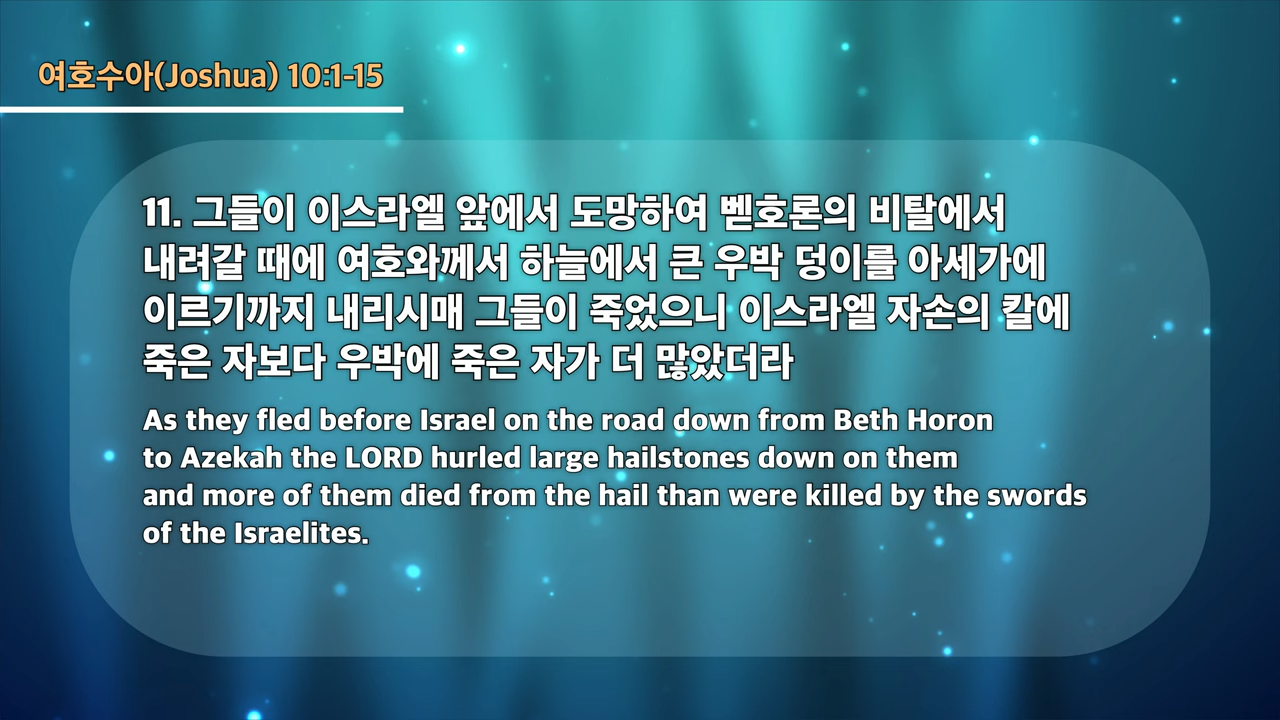 여호수아(Joshua) 10:1-15
11. 그들이 이스라엘 앞에서 도망하여 벧호론의 비탈에서
내려갈 때에 여호와께서 하늘에서 큰 우박 덩이를 아세가에
이르기까지 내리시매 그들이 죽었으니 이스라엘 자손의 칼에
죽은 자보다 우박에 죽은 자가 더 많았더라
As they fled before Israel on the road down from Beth Horon
to Azekah the LORD hurled large hailstones down on them
and more of them died from the hail than were killed by the swords
of the Israelites.